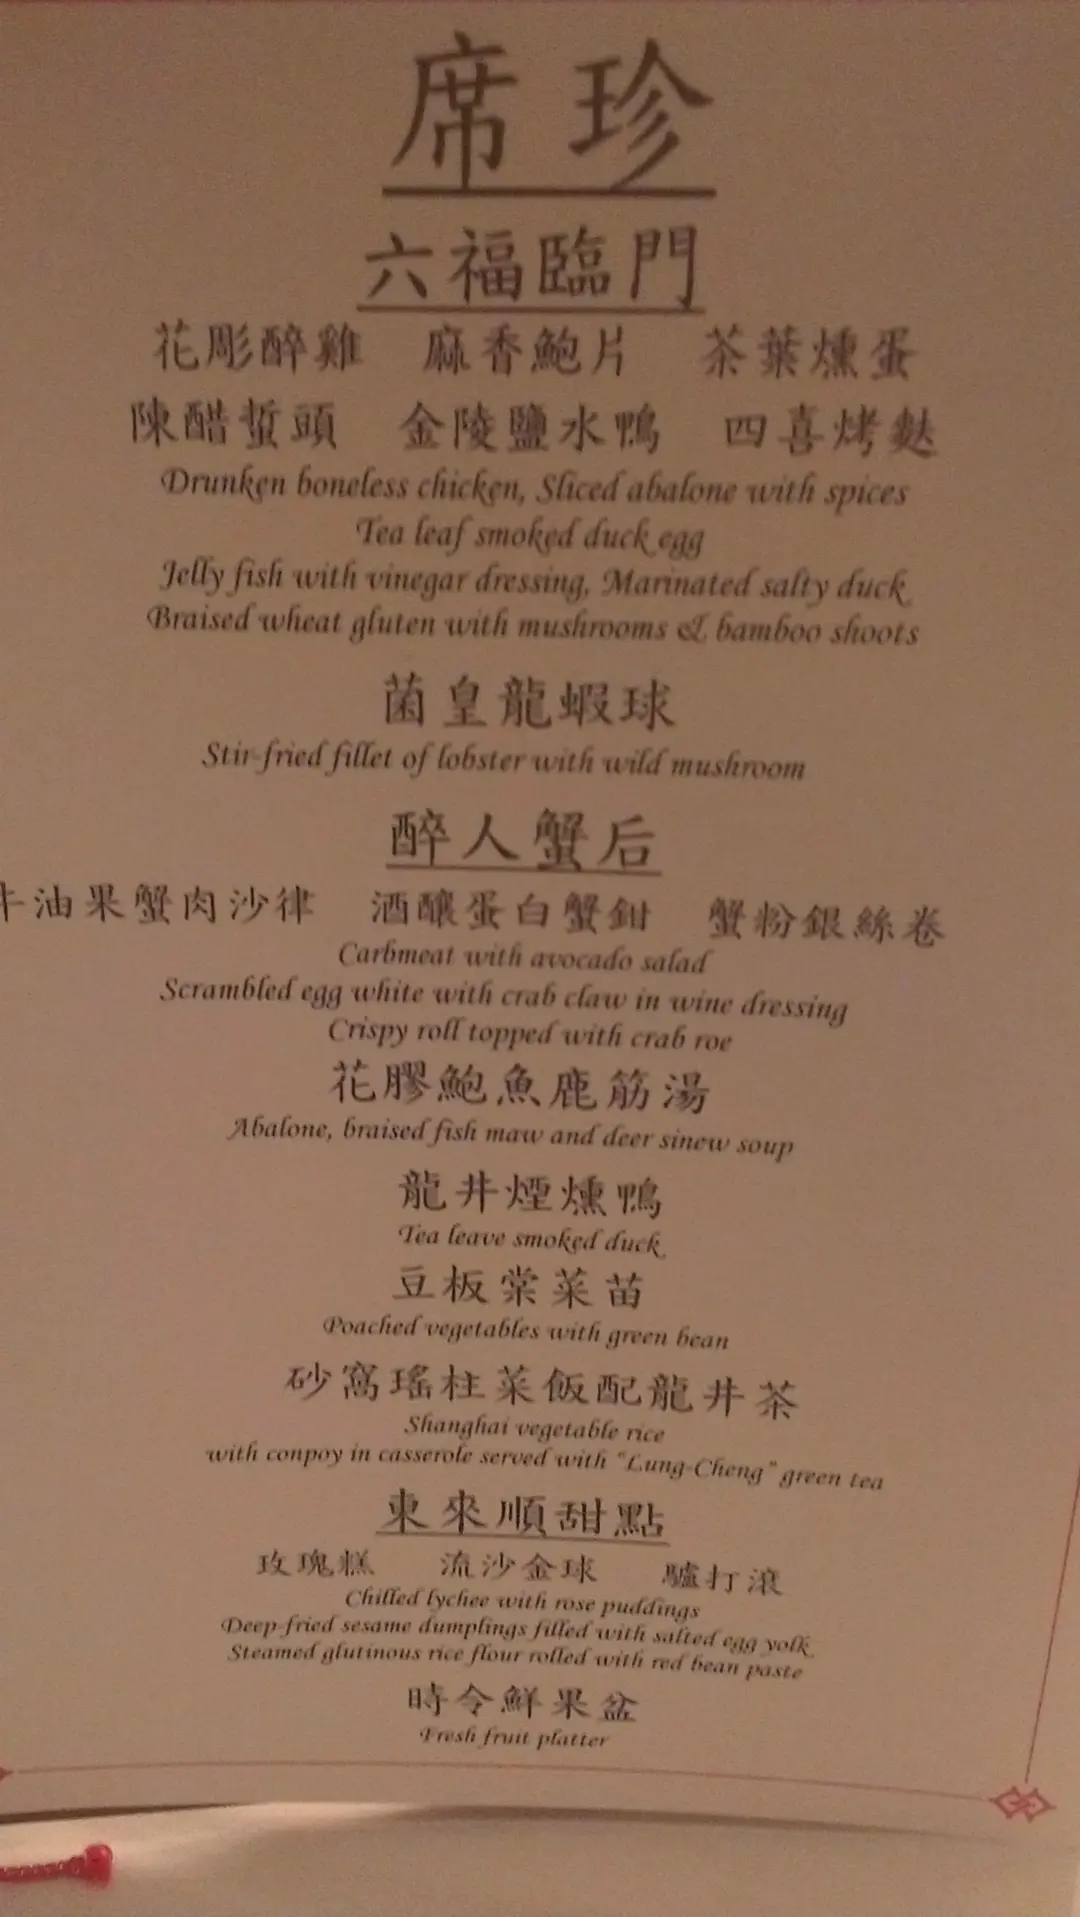 席珍
六福臨門
花彫醉雞 麻香鮑片 茶葉燻蛋
陳醋蜇頭 金陵鹽水鴨 四喜烤麩
Drunken boneless chicken, Sliced abalone with spices
Tea leaf smoked duck egg
Jelly fish with vinegar dressing, Marinated salty duck
Braised wheat gluten with mushrooms & bamboo shoots
菌皇龍蝦球
Stir-fried fillet of lobster with wild mushroom
醉人蟹后
牛油果蟹肉沙律 酒釀蛋白蟹鉗 蟹粉銀絲卷
Carbmeat with avocado salad
Scrambled egg white with crab claw in wine dressing
Crispy roll topped with crab roe
花膠鮑魚鹿筋湯
Abalone, braised fish maw and deer sinew soup
龍井煙燻鴨
Tea leave smoked duck
豆板棠菜苗
Poached vegetables with green bean
砂窩瑤柱菜飯配龍井茶
Shanghai vegetable rice
with conpoy in casserole served with "Lung-Cheng" green tea
東來順甜點
玫瑰糕 流沙金球 驢打滾
Chilled lychee with rose puddings
Deep-fried sesame dumplings filled with salted egg yolk
Steamed glutinous rice flour rolled with red bean paste
時令鮮果盆
Fresh fruit platter